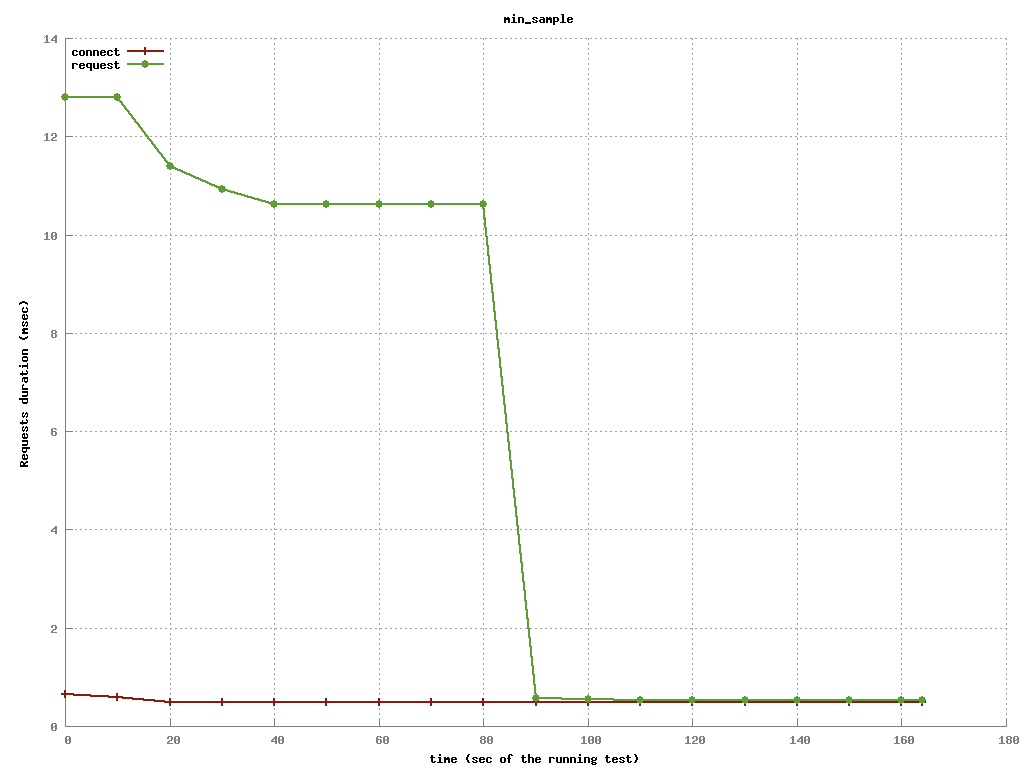 min_sample
connect
request
14
12
10
8
6
4
2
0
Requests duration (msec)
0 20 40 60 80 100 120 140 160 180
time (sec of the running test)